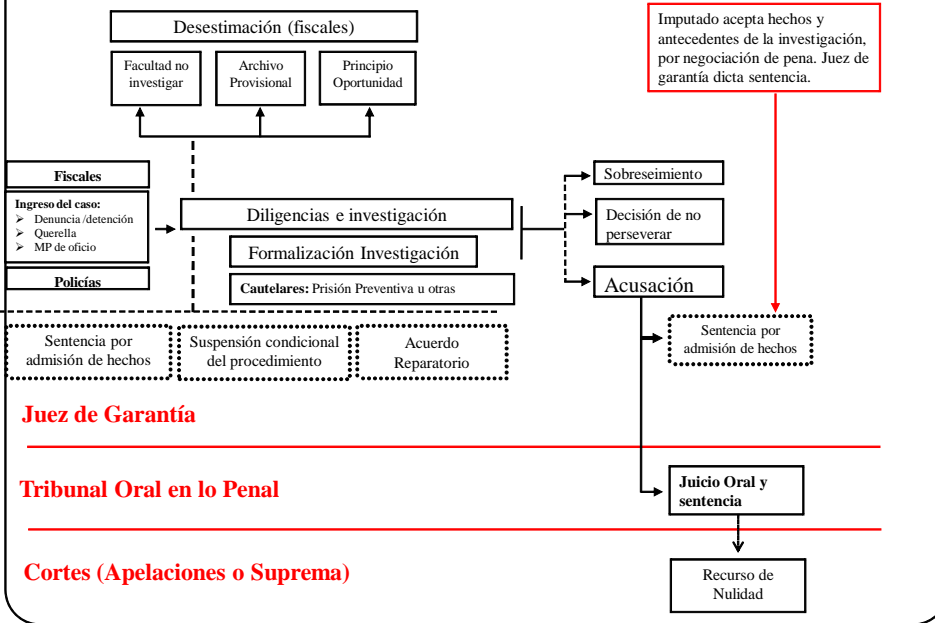 Desestimación (fiscales)
Facultad no
investigar
Archivo
Provisional
Principio
Oportunidad
Imputado acepta hechos y
antecedentes de la investigación,
por negociación de pena. Juez de
garantía dicta sentencia.
Fiscales
Ingreso del caso:
➢ Denuncia /detención
➢ Querella
➢ MP de oficio
Policías
Diligencias e investigación
Formalización Investigación
Cautelares: Prisión Preventiva u otras
Sobreseimiento
Decisión de no
perseverar
Acusación
Sentencia por
admisión de hechos
Suspensión condicional
del procedimiento
Acuerdo
Reparatorio
Sentencia por
admisión de hechos
Juez de Garantía
Tribunal Oral en lo Penal
Juicio Oral y
sentencia
Cortes (Apelaciones o Suprema)
Recurso de
Nulidad